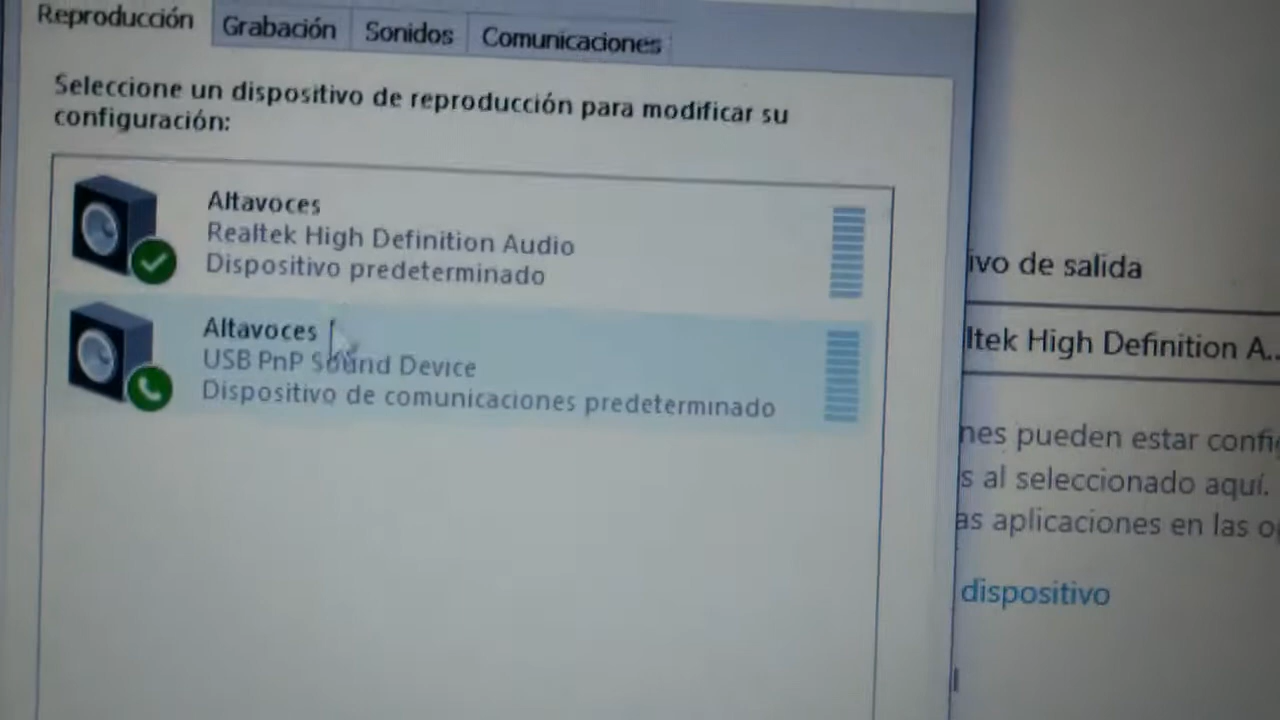 Reproducción Grabación Sonidos Comunicaciones
Seleccione un dispositivo de reproducción para modificar su
configuración:
Altavoces
Realtek High Definition Audio
Dispositivo predeterminado
Altavoces
USB PnP Sound Device
Dispositivo de comunicaciones predeterminado
ivo de salida
ltek High Definition A...
nes pueden estar config
s al seleccionado aquí.
as aplicaciones en las o
dispositivo